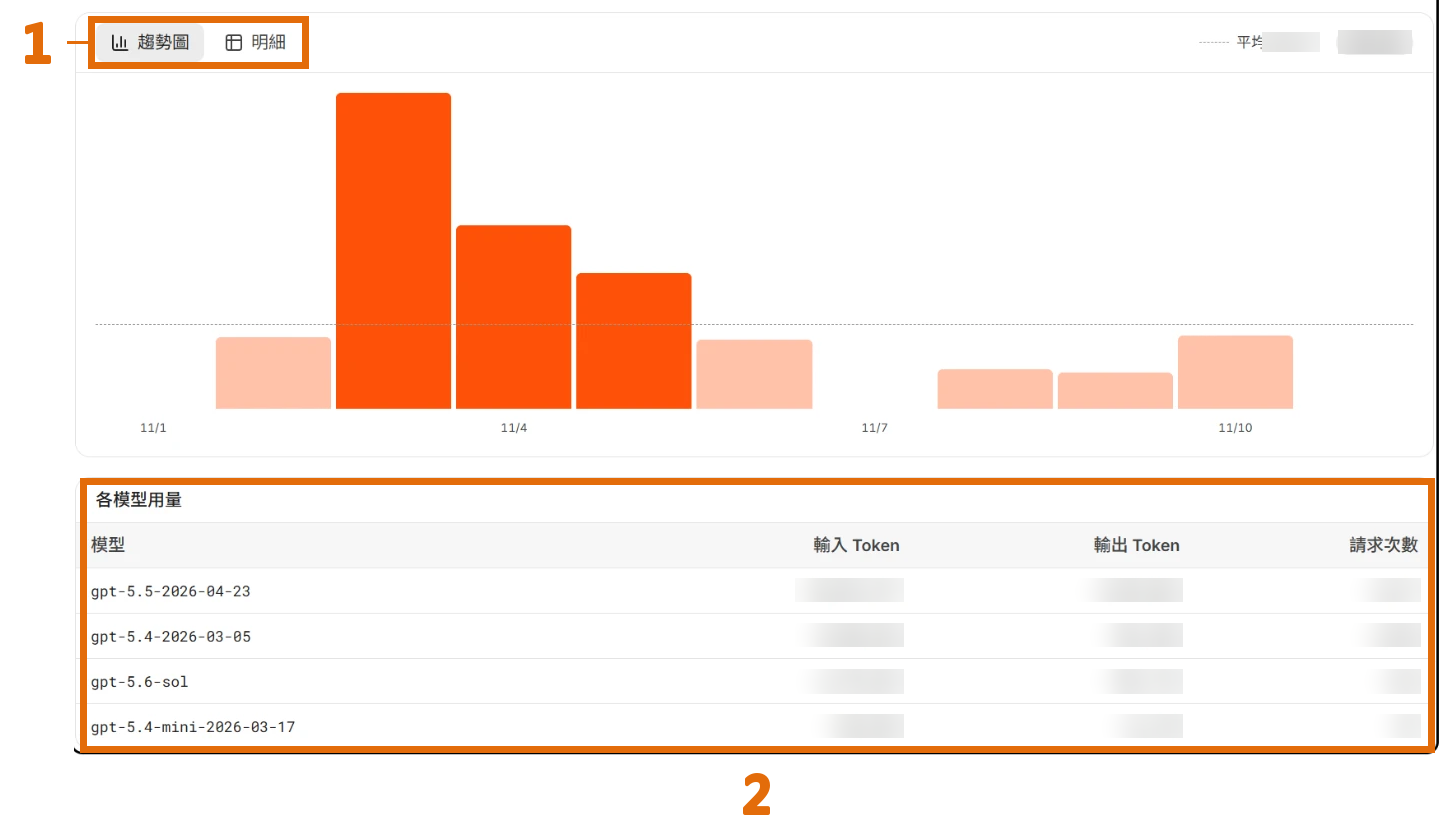 1
趨勢圖 明細 平均
11/1 11/4 11/7 11/10
各模型用量
模型 輸入 Token 輸出 Token 請求次數
gpt-5.5-2026-04-23
gpt-5.4-2026-03-05
gpt-5.6-sol
gpt-5.4-mini-2026-03-17
2